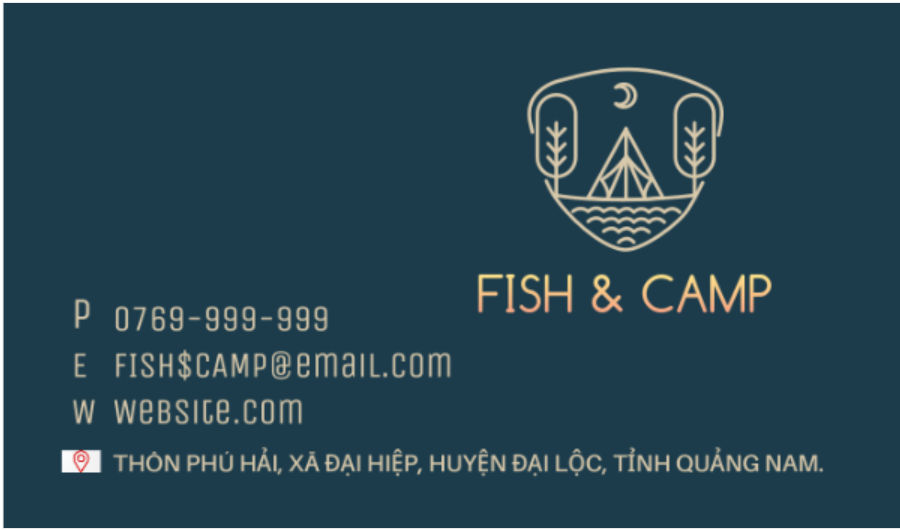 FISH & CAMP
P 0769-999-999
E FISH$CAMP@email.com
W website.com
THÔN PHÚ HẢI, XÃ ĐẠI HIỆP, HUYỆN ĐẠI LỘC, TỈNH QUẢNG NAM.